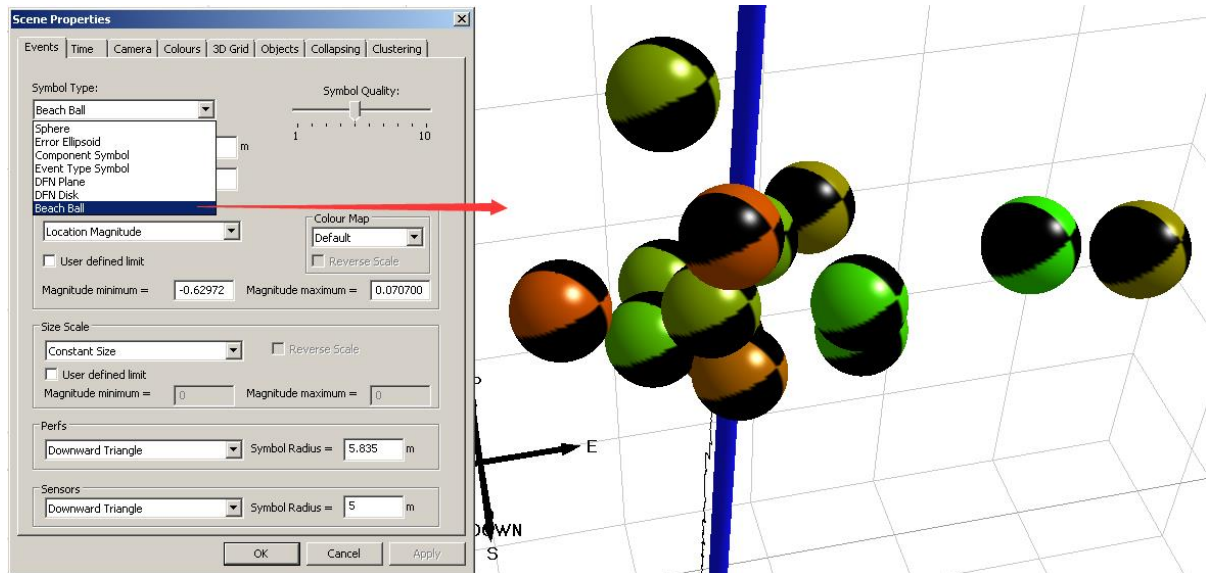 Scene Properties
Events Time Camera Colours 3D Grid Objects Collapsing Clustering
Symbol Type:
Beach Ball
Sphere
Error Ellipsoid
Component Symbol
Event Type Symbol
DFN Plane
DFN Disk
Beach Ball
Symbol Quality:
1 10
m
Location Magnitude
User defined limit
Colour Map
Default
Reverse Scale
Magnitude minimum = -0.62972 Magnitude maximum = 0.070700
Size Scale
Constant Size
Reverse Scale
User defined limit
Magnitude minimum = 0 Magnitude maximum = 0
Perfs
Downward Triangle Symbol Radius = 5.835 m
Sensors
Downward Triangle Symbol Radius = 5 m
OK Cancel Apply
E
S